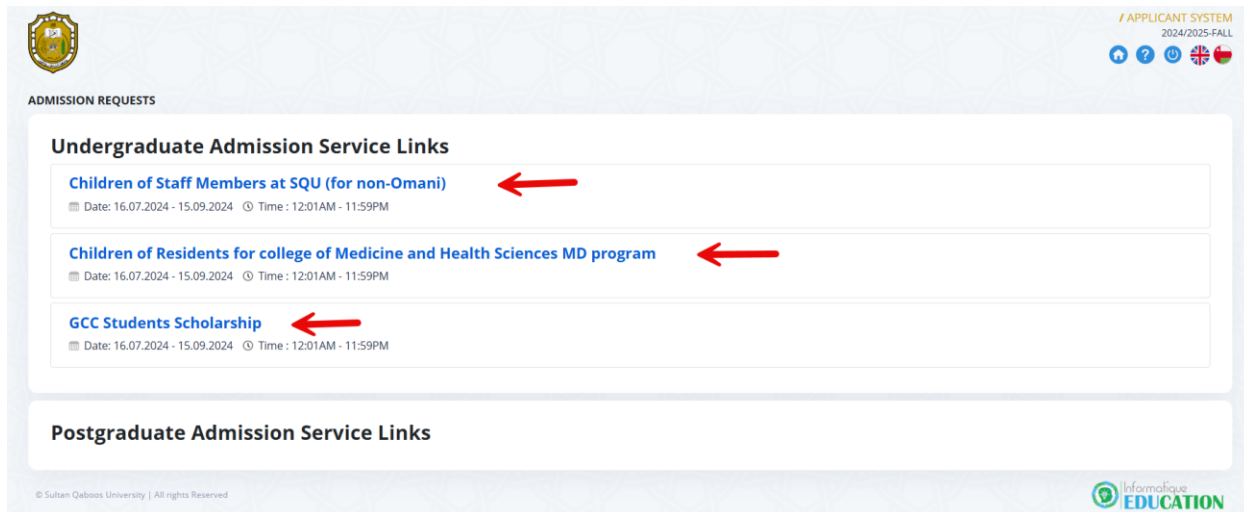 / APPLICANT SYSTEM
2024/2025-FALL
ADMISSION REQUESTS
Undergraduate Admission Service Links
Children of Staff Members at SQU (for non-Omani)
Date: 16.07.2024 - 15.09.2024 Time : 12:01AM - 11:59PM
Children of Residents for college of Medicine and Health Sciences MD program
Date: 16.07.2024 - 15.09.2024 Time : 12:01AM - 11:59PM
GCC Students Scholarship
Date: 16.07.2024 - 15.09.2024 Time : 12:01AM - 11:59PM
Postgraduate Admission Service Links
© Sultan Qaboos University | All rights Reserved
Informatique
EDUCATION